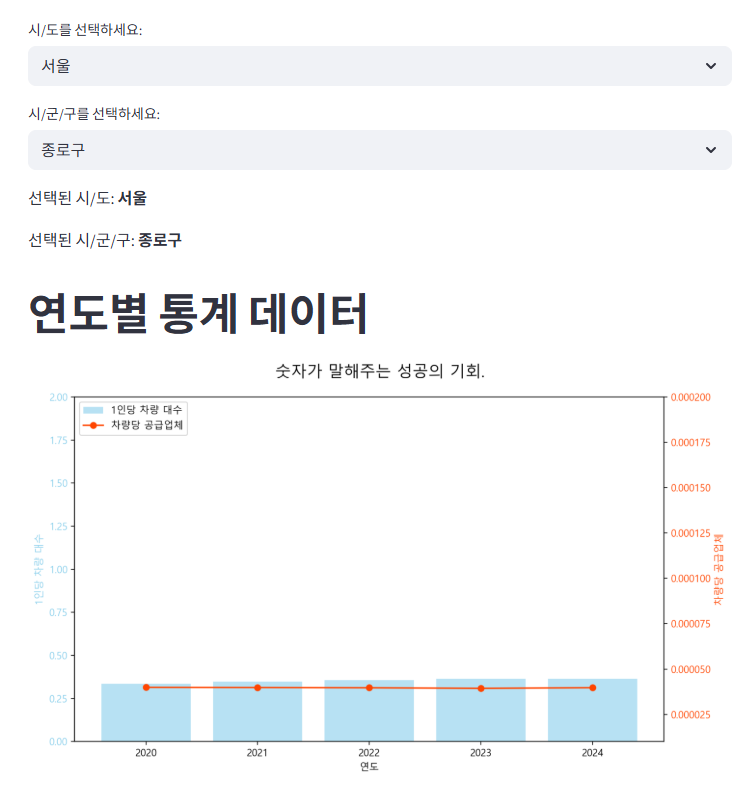 시/도를 선택하세요:
서울
시/군/구를 선택하세요:
종로구
선택된 시/도: 서울
선택된 시/군/구: 종로구
연도별 통계 데이터
숫자가 말해주는 성공의 기회.
1인당 차량 대수
차량당 공급업체
2.00
1.75
1.50
1.25
1.00
0.75
0.50
0.25
0.00
1인당 차량 대수
0.000200
0.000175
0.000150
0.000125
0.000100
0.000075
0.000050
0.000025
차량당 공급업체
2020 2021 2022 2023 2024
연도